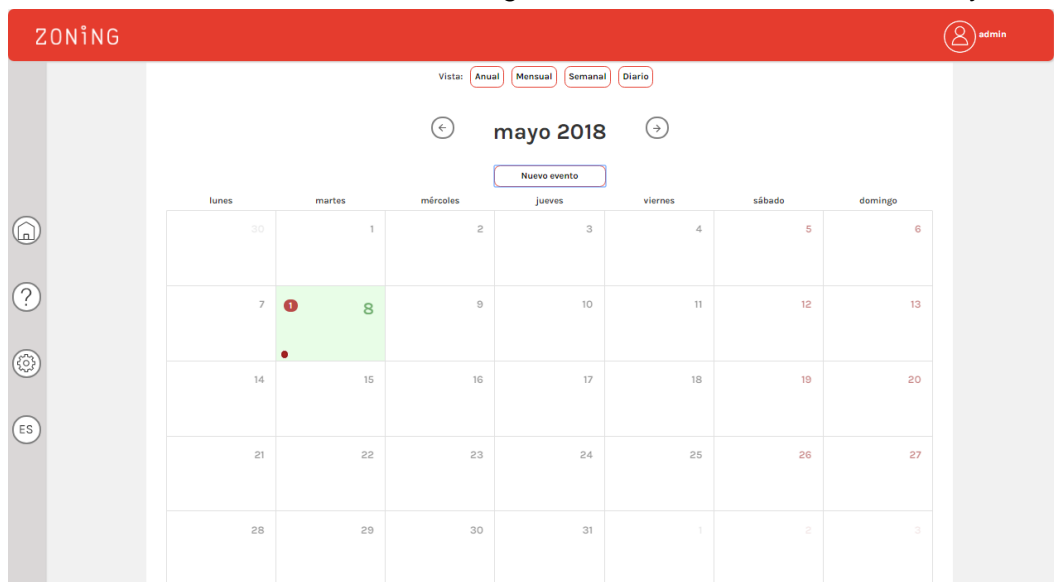 ZONiNG
admin
Vista: Anual Mensual Semanal Diario
mayo 2018
Nuevo evento
lunes martes mércoles jueves viernes sábado domingo
30 1 2 3 4 5 6
7 1 8 9 10 11 12 13
14 15 16 17 18 19 20
ES
21 22 23 24 25 26 27
28 29 30 31 1 2 3